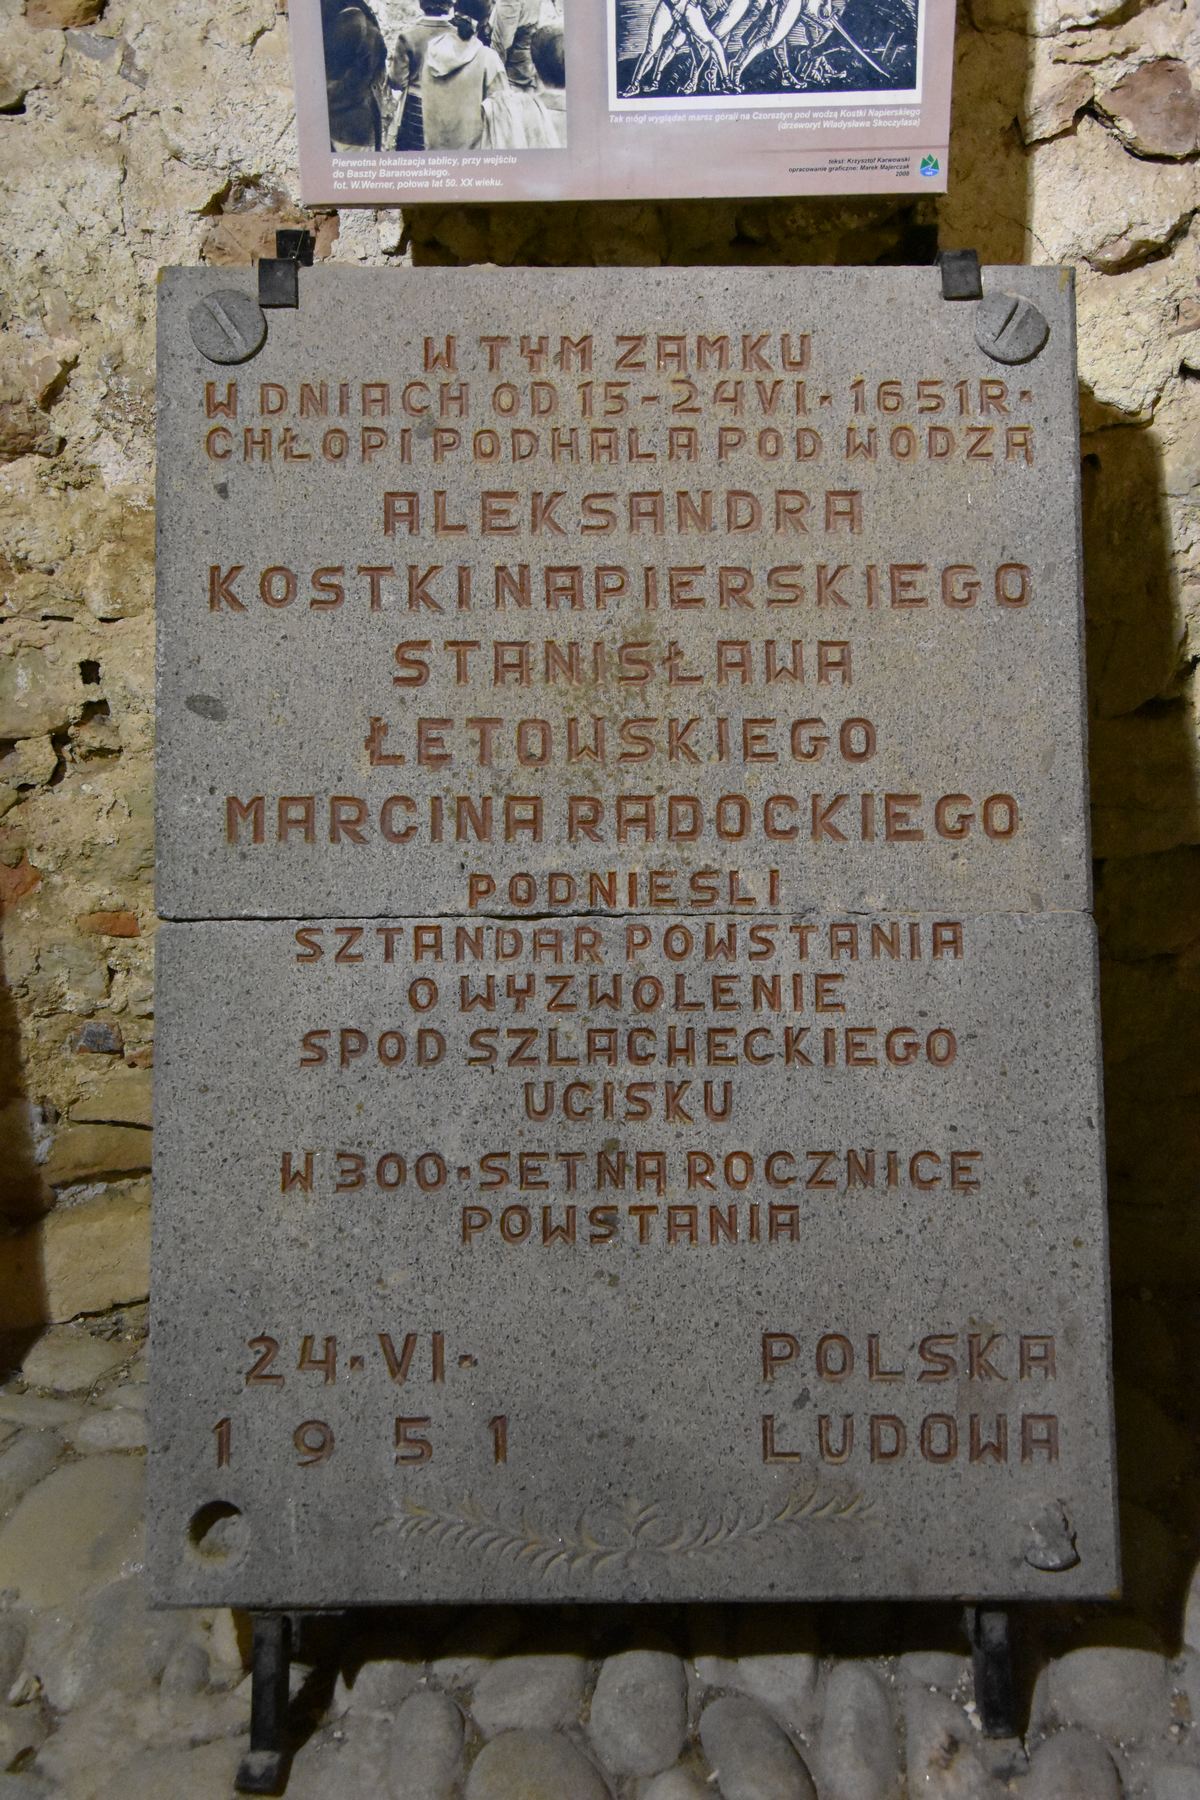 Pierwotna lokalizacja tablicy, przy wejściu
do Baszty Baranowskiego.
fot. W.Werner, połowa lat 50. XX wieku.
Tak mógł wyglądać marsz górali na Czorsztyn pod wodzą Kostki Napierskiego
(drzeworyt Władysława Skoczylasa)
tekst: Krzysztof Karwowski
opracowanie graficzne: Marek Majerczak
2008
W TYM ZAMKU
W DNIACH OD 15-24 VI· 1651R·
CHŁOPI PODHALA POD WODZĄ
ALEKSANDRA
KOSTKI NAPIERSKIEGO
STANISŁAWA
ŁETOWSKIEGO
MARCINA RADOCKIEGO
PODNIEŚLI
SZTANDAR POWSTANIA
O WYZWOLENIE
SPOD SZLACHECKIEGO
UCISKU
W 300·SETNĄ ROCZNICĘ
POWSTANIA
24·VI· POLSKA
1951 LUDOWA